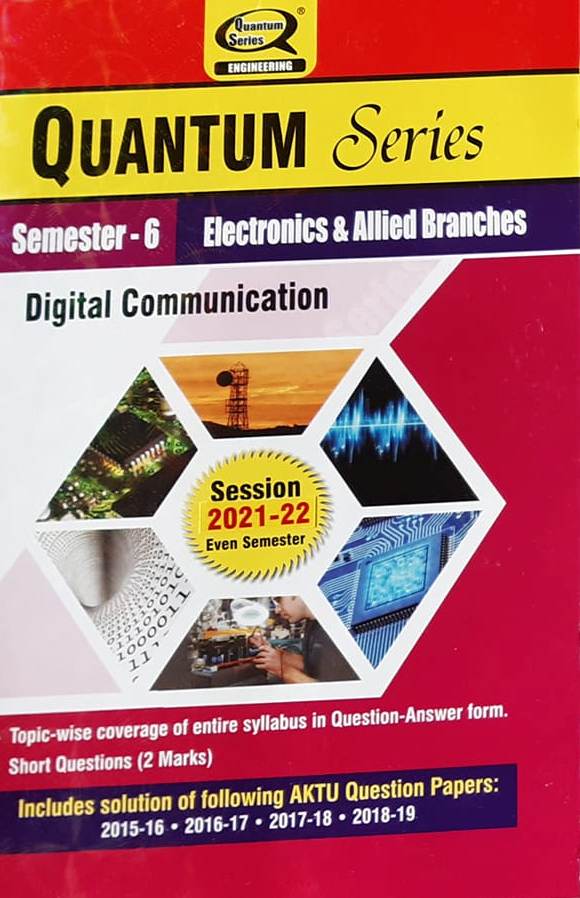 Quantum
Series
®
ENGINEERING
QUANTUM Series
Semester - 6
Electronics & Allied Branches
Digital Communication
Session
2021-22
Even Semester
Topic-wise coverage of entire syllabus in Question-Answer form.
Short Questions (2 Marks)
Includes solution of following AKTU Question Papers:
2015-16 • 2016-17 • 2017-18 • 2018-19